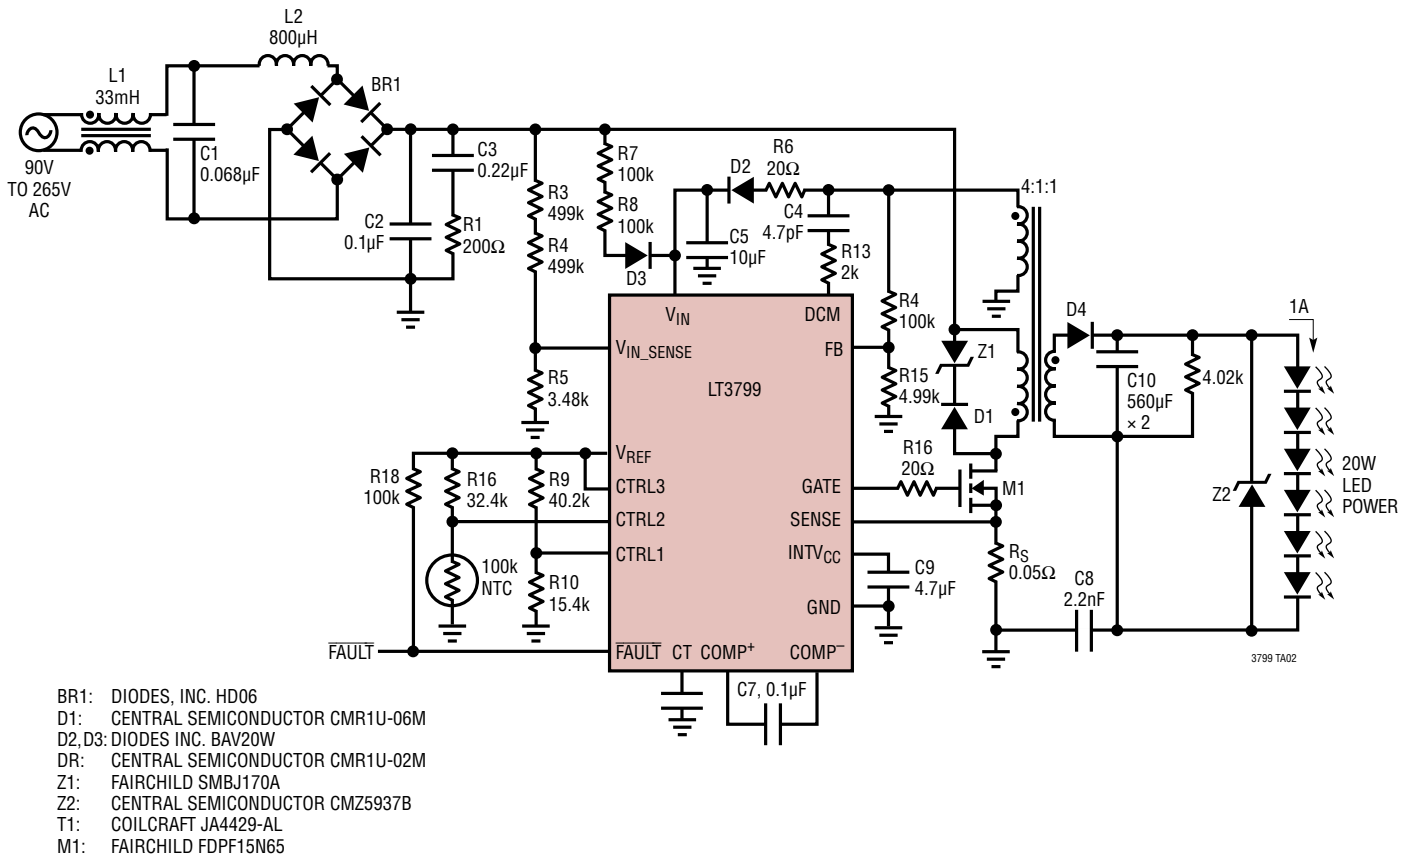 L2
800µH
L1
33mH
BR1
90V
TO 265V
AC
C1
0.068µF
C3
0.22µF
C2
0.1µF
R1
200Ω
R3
499k
R4
499k
R7
100k
R8
100k
D3
D2
R6
20Ω
C4
4.7pF
C5
10µF
R13
2k
4:1:1
R4
100k
R15
4.99k
Z1
D1
D4
1A
C10
560µF
× 2
4.02k
VIN
DCM
VIN_SENSE
FB
LT3799
R5
3.48k
VREF
CTRL3
CTRL2
CTRL1
GATE
SENSE
INTVCC
GND
R18
100k
R16
32.4k
R9
40.2k
100k
NTC
R10
15.4k
R16
20Ω
M1
RS
0.05Ω
C9
4.7µF
C8
2.2nF
Z2
20W
LED
POWER
FAULT
FAULT CT COMP+ COMP–
C7, 0.1µF
3799 TA02
BR1: DIODES, INC. HD06
D1: CENTRAL SEMICONDUCTOR CMR1U-06M
D2,D3: DIODES INC. BAV20W
DR: CENTRAL SEMICONDUCTOR CMR1U-02M
Z1: FAIRCHILD SMBJ170A
Z2: CENTRAL SEMICONDUCTOR CMZ5937B
T1: COILCRAFT JA4429-AL
M1: FAIRCHILD FDPF15N65